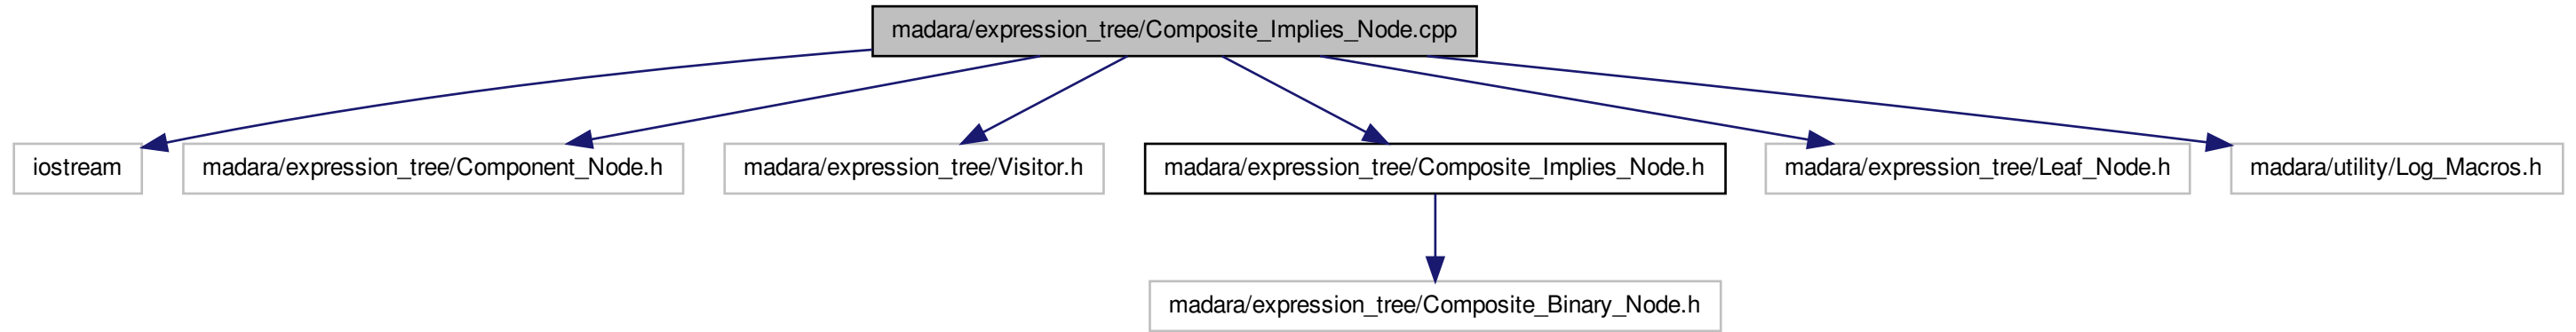 madara/expression_tree/Composite_Implies_Node.cpp
iostream
madara/expression_tree/Component_Node.h
madara/expression_tree/Visitor.h
madara/expression_tree/Composite_Implies_Node.h
madara/expression_tree/Leaf_Node.h
madara/utility/Log_Macros.h
madara/expression_tree/Composite_Binary_Node.h